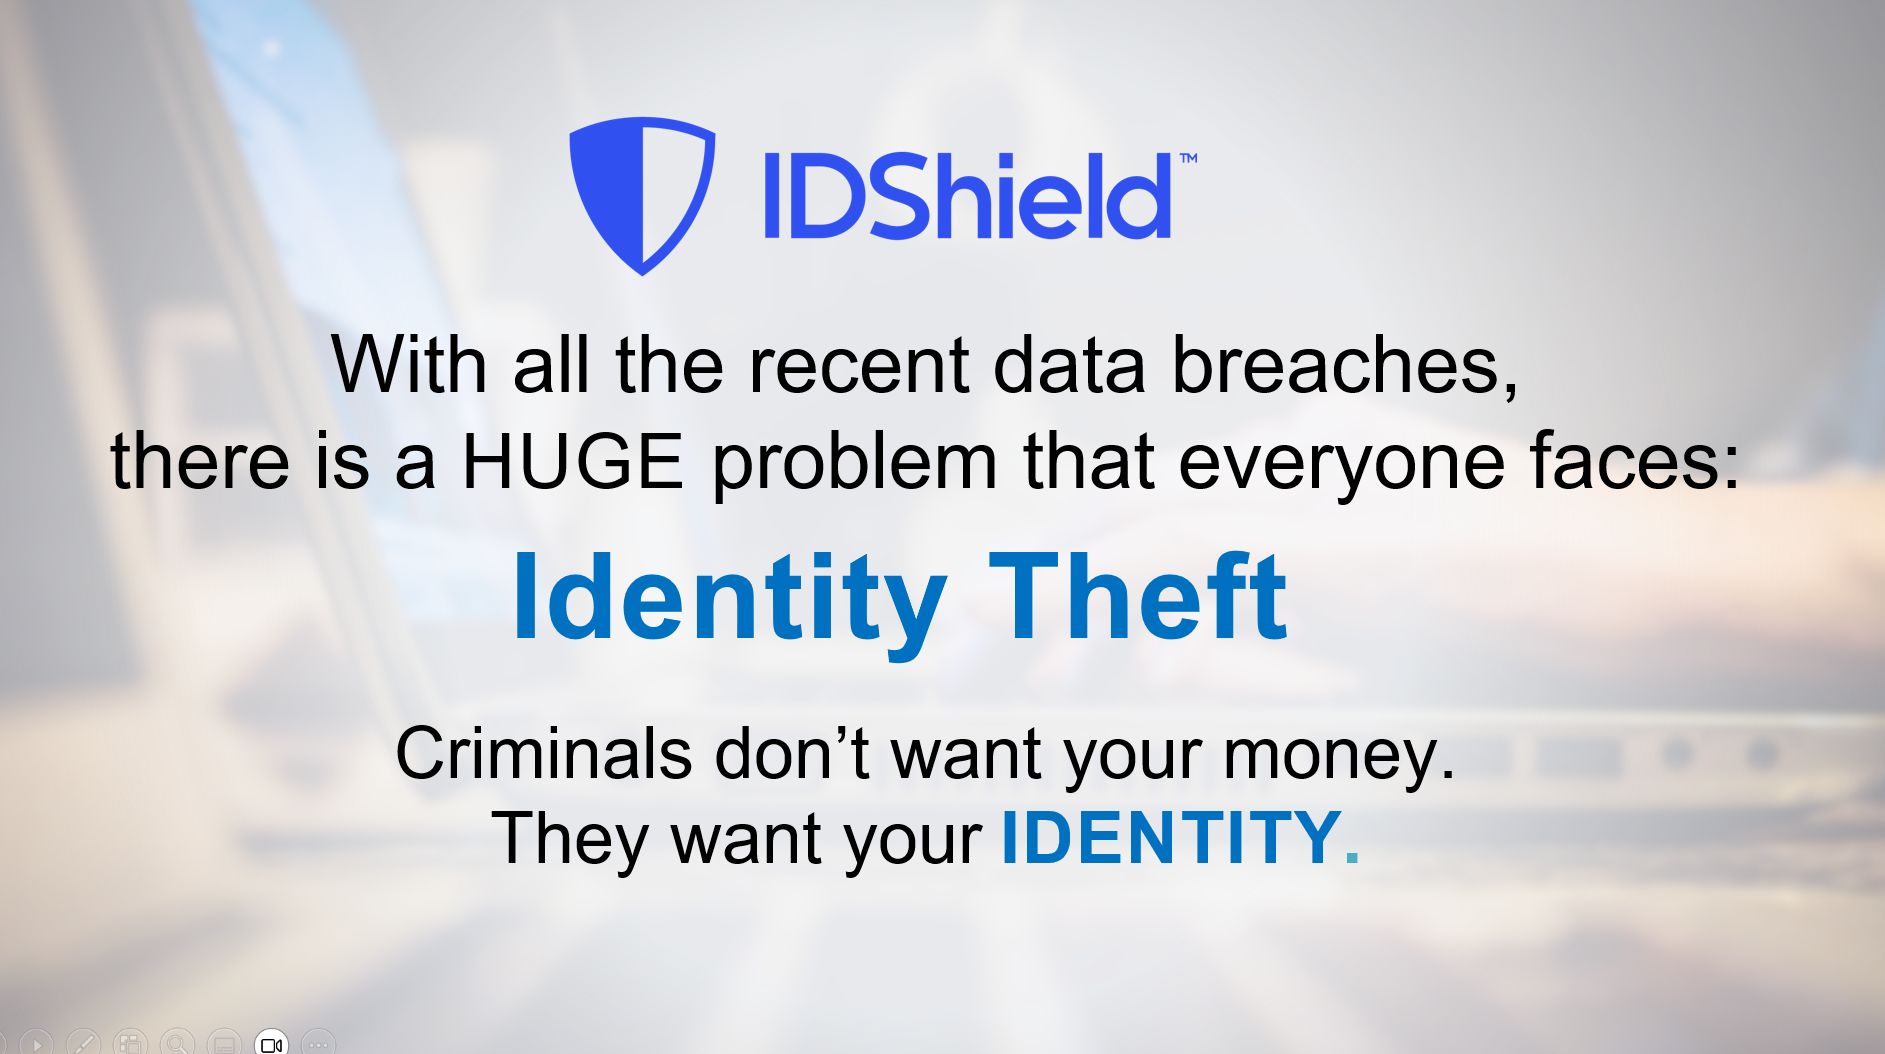 IDShield™
With all the recent data breaches,
there is a HUGE problem that everyone faces:
Identity Theft
Criminals don’t want your money.
They want your IDENTITY.